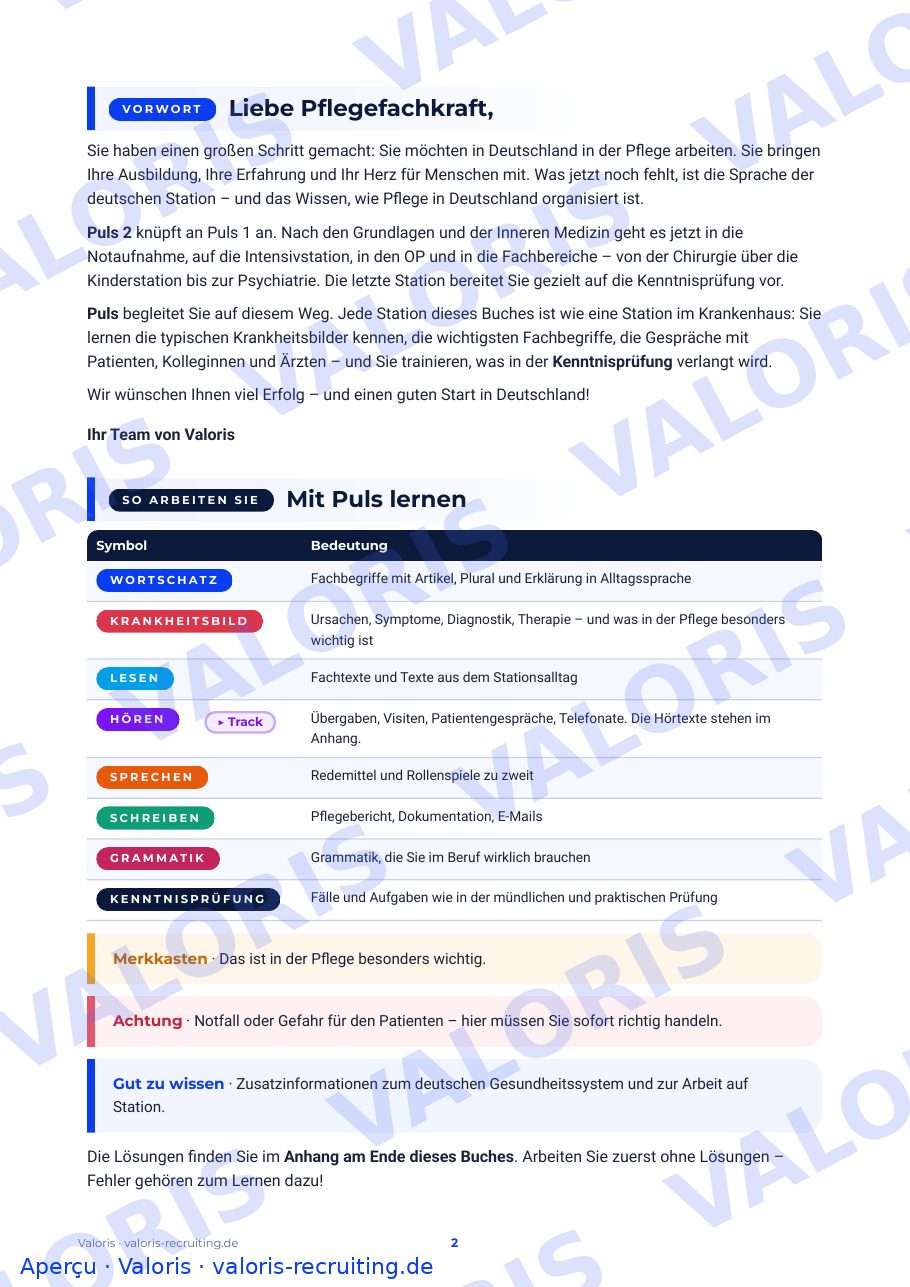 VORWORT Liebe Pflegefachkraft,
Sie haben einen großen Schritt gemacht: Sie möchten in Deutschland in der Pflege arbeiten. Sie bringen
Ihre Ausbildung, Ihre Erfahrung und Ihr Herz für Menschen mit. Was jetzt noch fehlt, ist die Sprache der
deutschen Station – und das Wissen, wie Pflege in Deutschland organisiert ist.
Puls 2 knüpft an Puls 1 an. Nach den Grundlagen und der Inneren Medizin geht es jetzt in die
Notaufnahme, auf die Intensivstation, in den OP und in die Fachbereiche – von der Chirurgie über die
Kinderstation bis zur Psychiatrie. Die letzte Station bereitet Sie gezielt auf die Kenntnisprüfung vor.
Puls begleitet Sie auf diesem Weg. Jede Station dieses Buches ist wie eine Station im Krankenhaus: Sie
lernen die typischen Krankheitsbilder kennen, die wichtigsten Fachbegriffe, die Gespräche mit
Patienten, Kolleginnen und Ärzten – und Sie trainieren, was in der Kenntnisprüfung verlangt wird.
Wir wünschen Ihnen viel Erfolg – und einen guten Start in Deutschland!
Ihr Team von Valoris
SO ARBEITEN SIE Mit Puls lernen
Symbol Bedeutung
WORTSCHATZ Fachbegriffe mit Artikel, Plural und Erklärung in Alltagssprache
KRANKHEITSBILD Ursachen, Symptome, Diagnostik, Therapie – und was in der Pflege besonders
wichtig ist
LESEN Fachtexte und Texte aus dem Stationsalltag
HÖREN ▸ Track Übergaben, Visiten, Patientengespräche, Telefonate. Die Hörtexte stehen im
Anhang.
SPRECHEN Redemittel und Rollenspiele zu zweit
SCHREIBEN Pflegebericht, Dokumentation, E-Mails
GRAMMATIK Grammatik, die Sie im Beruf wirklich brauchen
KENNTNISPRÜFUNG Fälle und Aufgaben wie in der mündlichen und praktischen Prüfung
Merkkasten · Das ist in der Pflege besonders wichtig.
Achtung · Notfall oder Gefahr für den Patienten – hier müssen Sie sofort richtig handeln.
Gut zu wissen · Zusatzinformationen zum deutschen Gesundheitssystem und zur Arbeit auf
Station.
Die Lösungen finden Sie im Anhang am Ende dieses Buches. Arbeiten Sie zuerst ohne Lösungen –
Fehler gehören zum Lernen dazu!
Valoris · valoris-recruiting.de 2
Aperçu · Valoris · valoris-recruiting.de
VALORIS